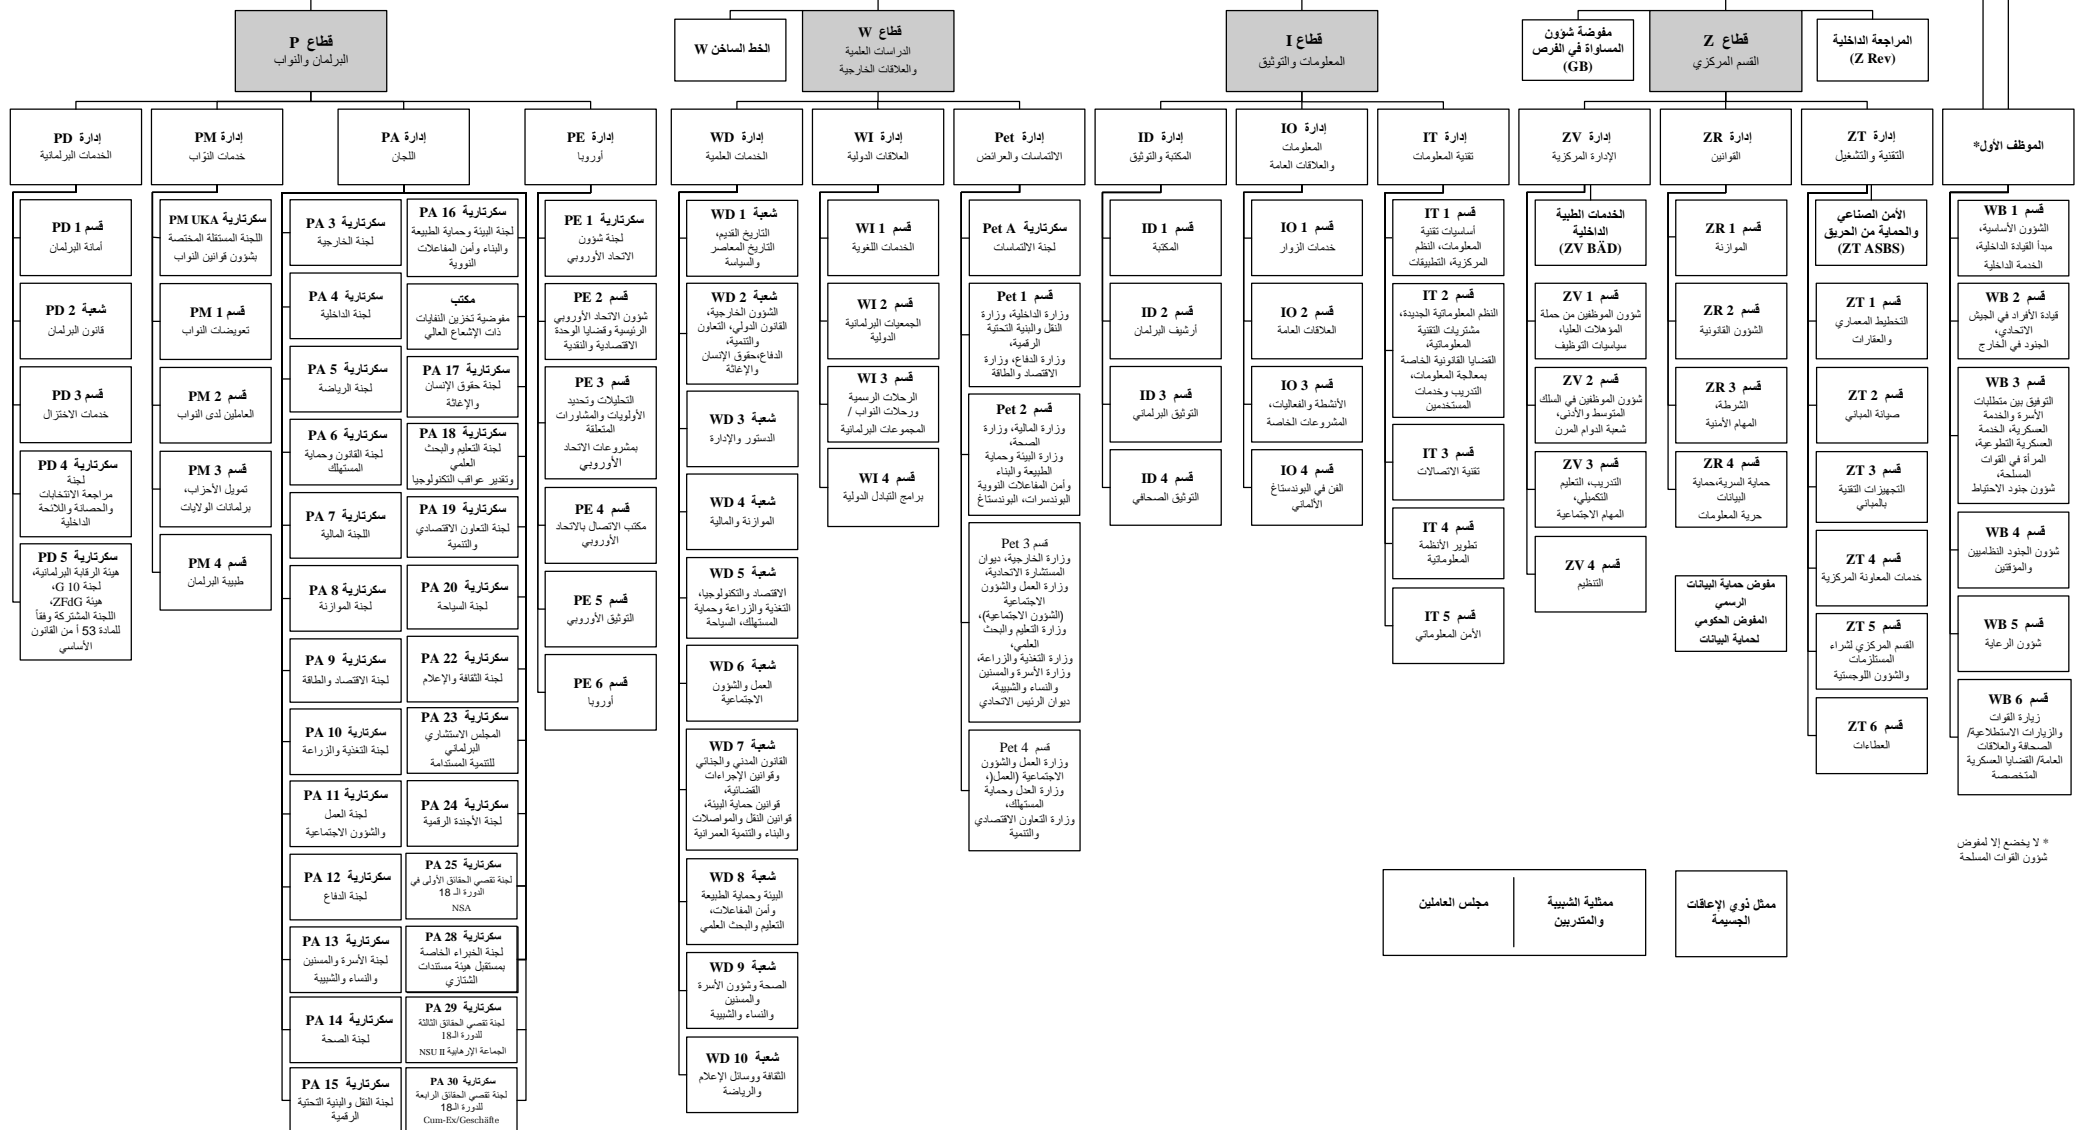 قطاع P
البرلمان والنواب
الخط الساخن W
قطاع W
الدراسات العلمية
والعلاقات الخارجية
قطاع I
المعلومات والتوثيق
مفوضة شؤون
المساواة في الفرص
(GB)
قطاع Z
القسم المركزي
المراجعة الداخلية
(Z Rev)
إدارة PD
الخدمات البرلمانية
إدارة PM
خدمات النوّاب
إدارة PA
اللجان
إدارة PE
أوروبا
إدارة WD
الخدمات العلمية
إدارة WI
العلاقات الدولية
إدارة Pet
الالتماسات والعرائض
إدارة ID
المكتبة والتوثيق
إدارة IO
المعلومات
والعلاقات العامة
إدارة IT
تقنية المعلومات
إدارة ZV
الإدارة المركزية
إدارة ZR
القوانين
إدارة ZT
التقنية والتشغيل
الموظف الأول*
قسم PD 1
أمانة البرلمان
شعبة PD 2
قانون البرلمان
قسم PD 3
خدمات الاختزال
سكرتارية PD 4
لجنة
مراجعة الانتخابات
والحصانة واللائحة
الداخلية
سكرتارية PD 5
هيئة الرقابة البرلمانية،
لجنة G 10،
هيئة ZFdG،
اللجنة المشتركة وفقاً
للمادة 53 أ من القانون
الأساسي
سكرتارية PM UKA
اللجنة المستقلة المختصة
بشؤون قوانين النواب
قسم PM 1
تعويضات النواب
قسم PM 2
العاملين لدى النواب
قسم PM 3
تمويل الأحزاب،
برلمانات الولايات
قسم PM 4
طبيبة البرلمان
سكرتارية PA 3
لجنة الخارجية
سكرتارية PA 4
لجنة الداخلية
سكرتارية PA 5
لجنة الرياضة
سكرتارية PA 6
لجنة القانون وحماية
المستهلك
سكرتارية PA 7
اللجنة المالية
سكرتارية PA 8
لجنة الموازنة
سكرتارية PA 9
لجنة الاقتصاد والطاقة
سكرتارية PA 10
لجنة التغذية والزراعة
سكرتارية PA 11
لجنة العمل
والشؤون الاجتماعية
سكرتارية PA 12
لجنة الدفاع
سكرتارية PA 13
لجنة الأسرة والمسنين
والنساء والشبيبة
سكرتارية PA 14
لجنة الصحة
سكرتارية PA 15
لجنة النقل والبنية التحتية
الرقمية
سكرتارية PA 16
لجنة البيئة وحماية الطبيعة
والبناء وأمن المفاعلات
النووية
مكتب
مفوضية تخزين النفايات
ذات الإشعاع العالي
سكرتارية PA 17
لجنة حقوق الإنسان
والإغاثة
سكرتارية PA 18
لجنة التعليم والبحث
العلمي
وتقدير عواقب التكنولوجيا
سكرتارية PA 19
لجنة التعاون الاقتصادي
والتنمية
سكرتارية PA 20
لجنة السياحة
سكرتارية PA 22
لجنة الثقافة والإعلام
سكرتارية PA 23
المجلس الاستشاري
البرلماني
للتنمية المستدامة
سكرتارية PA 24
لجنة الأجندة الرقمية
سكرتارية PA 25
لجنة تقصي الحقائق الأولى في
الدورة الـ 18
NSA
سكرتارية PA 28
لجنة الخبراء الخاصة
بمستقبل هيئة مستندات
الشتازي
سكرتارية PA 29
لجنة تقصي الحقائق الثالثة
للدورة الـ18
الجماعة الإرهابية NSU II
سكرتارية PA 30
لجنة تقصي الحقائق الرابعة
للدورة الـ18
Cum-Ex/Geschäfte
سكرتارية PE 1
لجنة شؤون
الاتحاد الأوروبي
قسم PE 2
شؤون الاتحاد الأوروبي
الرئيسية وقضايا الوحدة
الاقتصادية والنقدية
قسم PE 3
التحليلات وتحديد
الأولويات والمشاورات
المتعلقة
بمشروعات الاتحاد
الأوروبي
قسم PE 4
مكتب الاتصال بالاتحاد
الأوروبي
قسم PE 5
التوثيق الأوروبي
قسم PE 6
أوروبا
شعبة WD 1
التاريخ القديم،
التاريخ المعاصر
والسياسة
شعبة WD 2
الشؤون الخارجية،
القانون الدولي، التعاون
والتنمية،
الدفاع،حقوق الإنسان
والإغاثة
شعبة WD 3
الدستور والإدارة
شعبة WD 4
الموازنة والمالية
شعبة WD 5
الاقتصاد والتكنولوجيا،
التغذية والزراعة وحماية
المستهلك، السياحة
شعبة WD 6
العمل والشؤون
الاجتماعية
شعبة WD 7
القانون المدني والجنائي
وقوانين الإجراءات
القضائية،
قوانين حماية البيئة،
قوانين النقل والمواصلات
والبناء والتنمية العمرانية
شعبة WD 8
البيئة وحماية الطبيعة
وأمن المفاعلات،
التعليم والبحث العلمي
شعبة WD 9
الصحة وشؤون الأسرة
والمسنين
والنساء والشبيبة
شعبة WD 10
الثقافة ووسائل الإعلام
والرياضة
قسم WI 1
الخدمات اللغوية
قسم WI 2
الجمعيات البرلمانية
الدولية
قسم WI 3
الرحلات الرسمية
ورحلات النواب /
المجموعات البرلمانية
قسم WI 4
برامج التبادل الدولية
سكرتارية Pet A
لجنة الالتماسات
قسم Pet 1
وزارة الداخلية، وزارة
النقل والبنية التحتية
الرقمية،
وزارة الدفاع، وزارة
الاقتصاد والطاقة
قسم Pet 2
وزارة المالية، وزارة
الصحة،
وزارة البيئة وحماية
الطبيعة والبناء
وأمن المفاعلات النووية
البوندسرات، البوندستاغ
قسم Pet 3
وزارة الخارجية، ديوان
المستشارة الاتحادية،
وزارة العمل والشؤون
الاجتماعية
(الشؤون الاجتماعية)،
وزارة التعليم والبحث
العلمي،
وزارة التغذية والزراعة،
وزارة الأسرة والمسنين
والنساء والشبيبة،
ديوان الرئيس الاتحادي
قسم Pet 4
وزارة العمل والشؤون
الاجتماعية (العمل(،
وزارة العدل وحماية
المستهلك،
وزارة التعاون الاقتصادي
والتنمية
قسم ID 1
المكتبة
قسم ID 2
أرشيف البرلمان
قسم ID 3
التوثيق البرلماني
قسم ID 4
التوثيق الصحافي
قسم IO 1
خدمات الزوار
قسم IO 2
العلاقات العامة
قسم IO 3
الأنشطة والفعاليات،
المشروعات الخاصة
قسم IO 4
الفن في البوندستاغ
الألماني
قسم IT 1
أساسيات تقنية
المعلومات، النظم
المركزية، التطبيقات
قسم IT 2
النظم المعلوماتية الجديدة،
مشتريات التقنية
المعلوماتية،
القضايا القانونية الخاصة
بمعالجة المعلومات،
التدريب وخدمات
المستخدمين
قسم IT 3
تقنية الاتصالات
قسم IT 4
تطوير الأنظمة
المعلوماتية
قسم IT 5
الأمن المعلوماتي
الخدمات الطبية
الداخلية
(ZV BÄD)
قسم ZV 1
شؤون الموظفين من حملة
المؤهلات العليا،
سياسيات التوظيف
قسم ZV 2
شؤون الموظفين في السلك
المتوسط والأدنى،
شعبة الدوام المرن
قسم ZV 3
التدريب، التعليم
التكميلي،
المهام الاجتماعية
قسم ZV 4
التنظيم
قسم ZR 1
الموازنة
قسم ZR 2
الشؤون القانونية
قسم ZR 3
الشرطة،
المهام الأمنية
قسم ZR 4
حماية السرية،حماية
البيانات
حرية المعلومات
مفوض حماية البيانات
الرسمي
المفوض الحكومي
لحماية البيانات
الأمن الصناعي
والحماية من الحريق
(ZT ASBS)
قسم ZT 1
التخطيط المعماري
والعقارات
قسم ZT 2
صيانة المباني
قسم ZT 3
التجهيزات التقنية
بالمباني
قسم ZT 4
خدمات المعاونة المركزية
قسم ZT 5
القسم المركزي لشراء
المستلزمات
والشؤون اللوجستية
قسم ZT 6
العطاءات
قسم WB 1
الشؤون الأساسية،
مبدأ القيادة الداخلية،
الخدمة الداخلية
قسم WB 2
قيادة الأفراد في الجيش
الاتحادي،
الجنود في الخارج
قسم WB 3
التوفيق بين متطلبات
الأسرة والخدمة
العسكرية، الخدمة
العسكرية التطوعية،
المرأة في القوات
المسلحة،
شؤون جنود الاحتياط
قسم WB 4
شؤون الجنود النظاميين
والمؤقتين
قسم WB 5
شؤون الرعاية
قسم WB 6
زيارة القوات
والزيارات الاستطلاعية/
الصحافة والعلاقات
العامة/ القضايا العسكرية
المتخصصة
* لا يخضع إلا لمفوض
شؤون القوات المسلحة
مجلس العاملين
ممثلية الشبيبة
والمتدربين
ممثل ذوي الإعاقات
الجسيمة